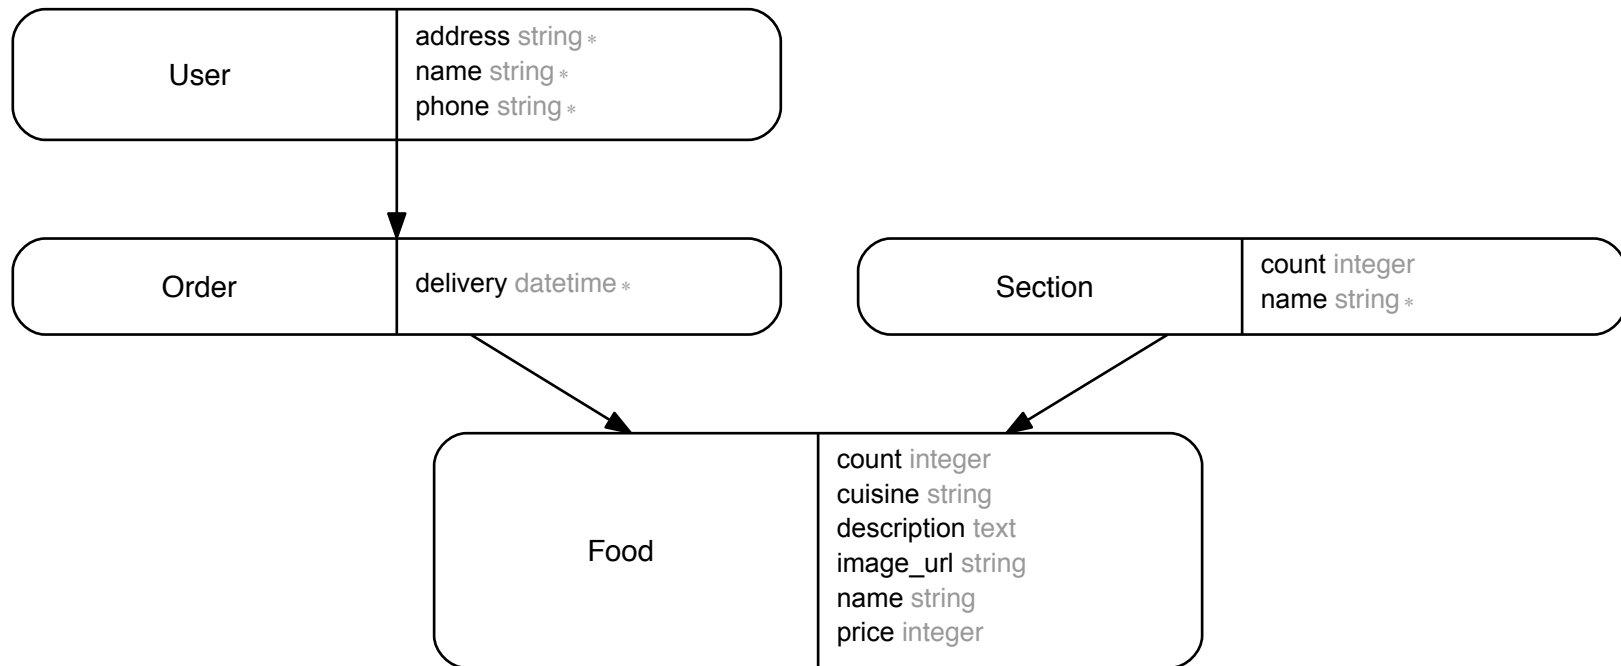 User
address string *
name string *
phone string *
Order
delivery datetime *
Section
count integer
name string *
Food
count integer
cuisine string
description text
image_url string
name string
price integer